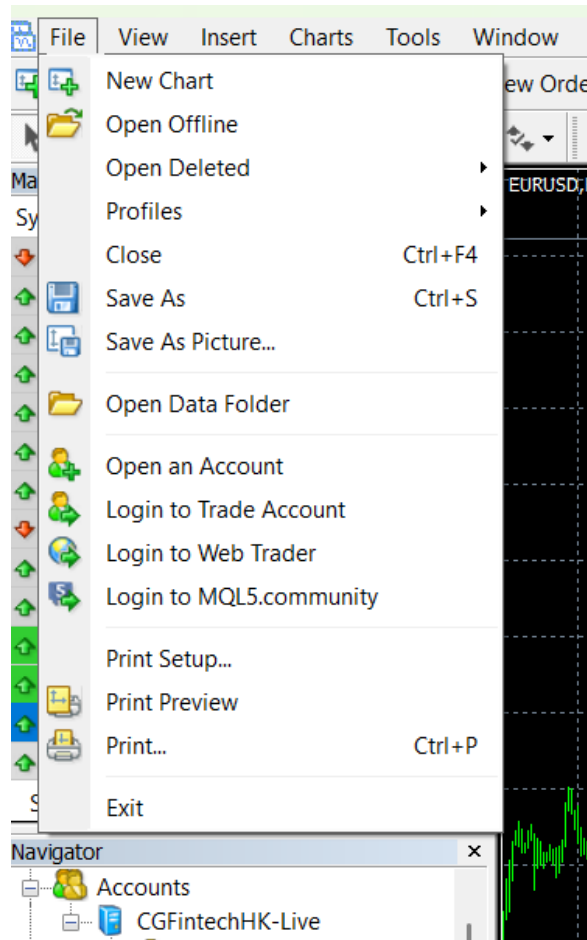 File View Insert Charts Tools Window
New Chart
ew Orde
Open Offline
Open Deleted
Ma
EURUSD,
Profiles
Sy
Close Ctrl+F4
Save As Ctrl+S
Save As Picture...
Open Data Folder
Open an Account
Login to Trade Account
Login to Web Trader
Login to MQL5.community
Print Setup...
Print Preview
Print... Ctrl+P
Exit
Navigator
Accounts
CGFintechHK-Live